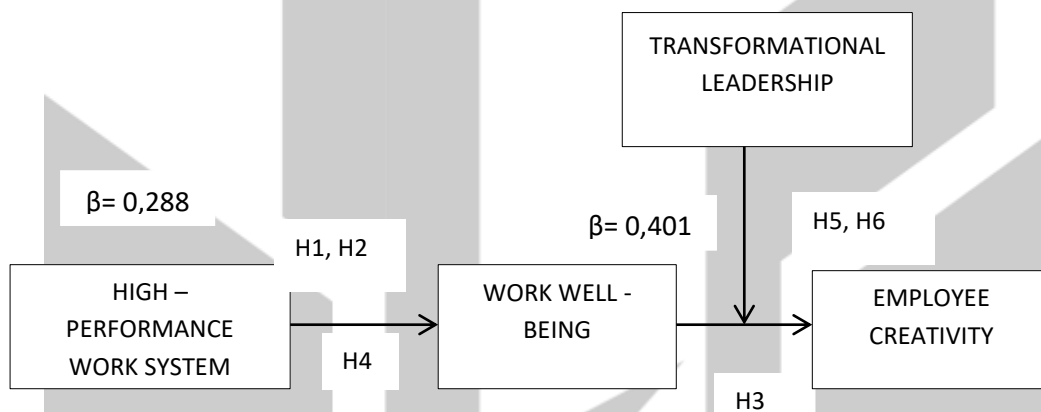 TRANSFORMATIONAL
LEADERSHIP
β= 0,288
β= 0,401
H5, H6
H1, H2
HIGH –
PERFORMANCE
WORK SYSTEM
WORK WELL -
BEING
EMPLOYEE
CREATIVITY
H4
H3